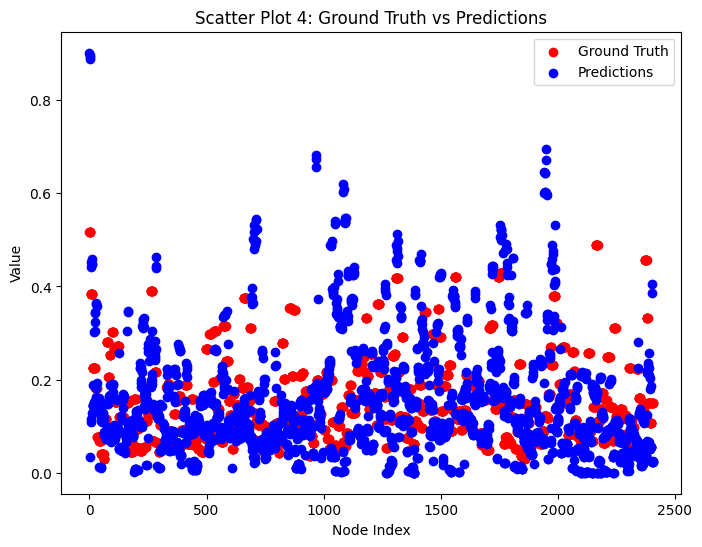 Scatter Plot 4: Ground Truth vs Predictions
Ground Truth
Predictions
Value
0.8
0.6
0.4
0.2
0.0
0
500
1000
1500
2000
2500
Node Index